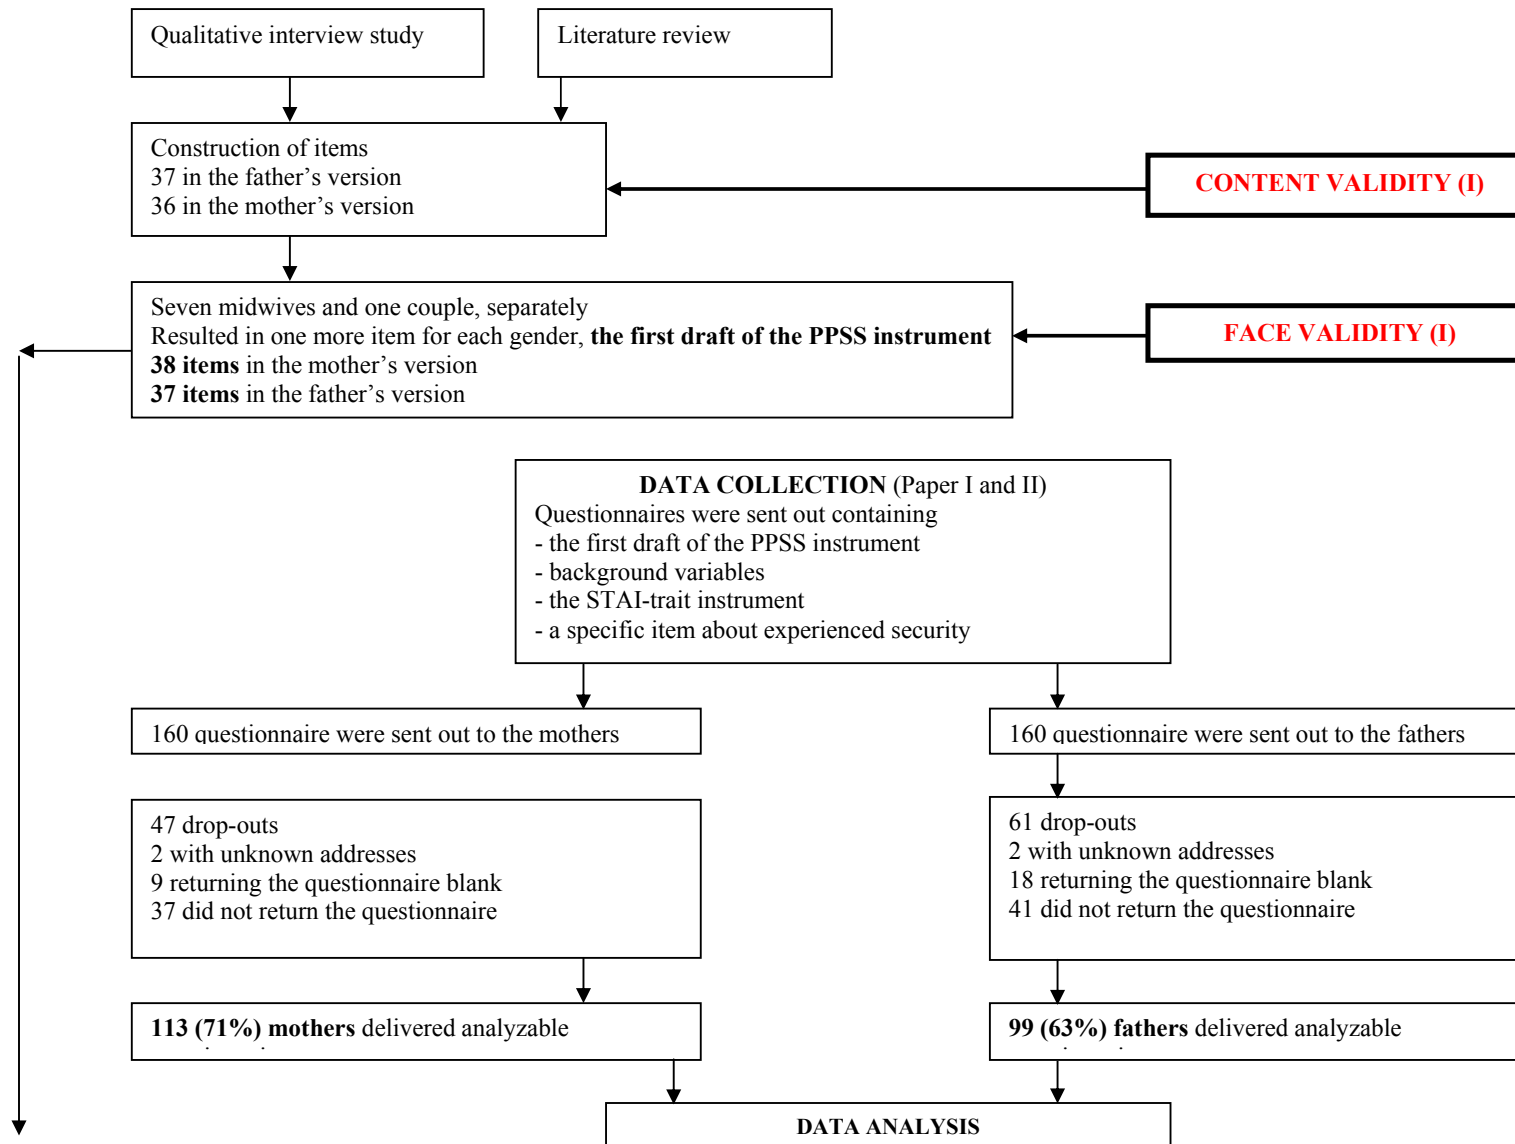 Qualitative interview study
Literature review
Construction of items
37 in the father’s version
36 in the mother’s version
CONTENT VALIDITY (I)
Seven midwives and one couple, separately
Resulted in one more item for each gender, the first draft of the PPSS instrument
38 items in the mother’s version
37 items in the father’s version
FACE VALIDITY (I)
DATA COLLECTION (Paper I and II)
Questionnaires were sent out containing
- the first draft of the PPSS instrument
- background variables
- the STAI-trait instrument
- a specific item about experienced security
160 questionnaire were sent out to the mothers
160 questionnaire were sent out to the fathers
47 drop-outs
2 with unknown addresses
9 returning the questionnaire blank
37 did not return the questionnaire
61 drop-outs
2 with unknown addresses
18 returning the questionnaire blank
41 did not return the questionnaire
113 (71%) mothers delivered analyzable
99 (63%) fathers delivered analyzable
DATA ANALYSIS